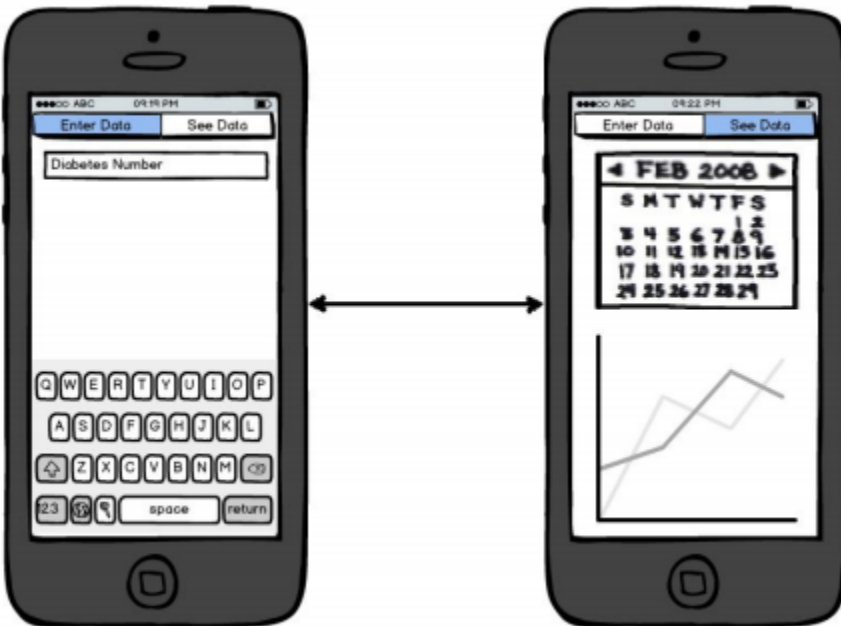 ABC 09:19 PM
Enter Data See Data
Diabetes Number
Q W E R T Y U I O P
A S D F G H J K L
Z X C V B N M
123 space return
ABC 09:22 PM
Enter Data See Data
FEB 2008
S M T W T F S
1 2
3 4 5 6 7 8 9
10 11 12 13 14 15 16
17 18 19 20 21 22 23
24 25 26 27 28 29